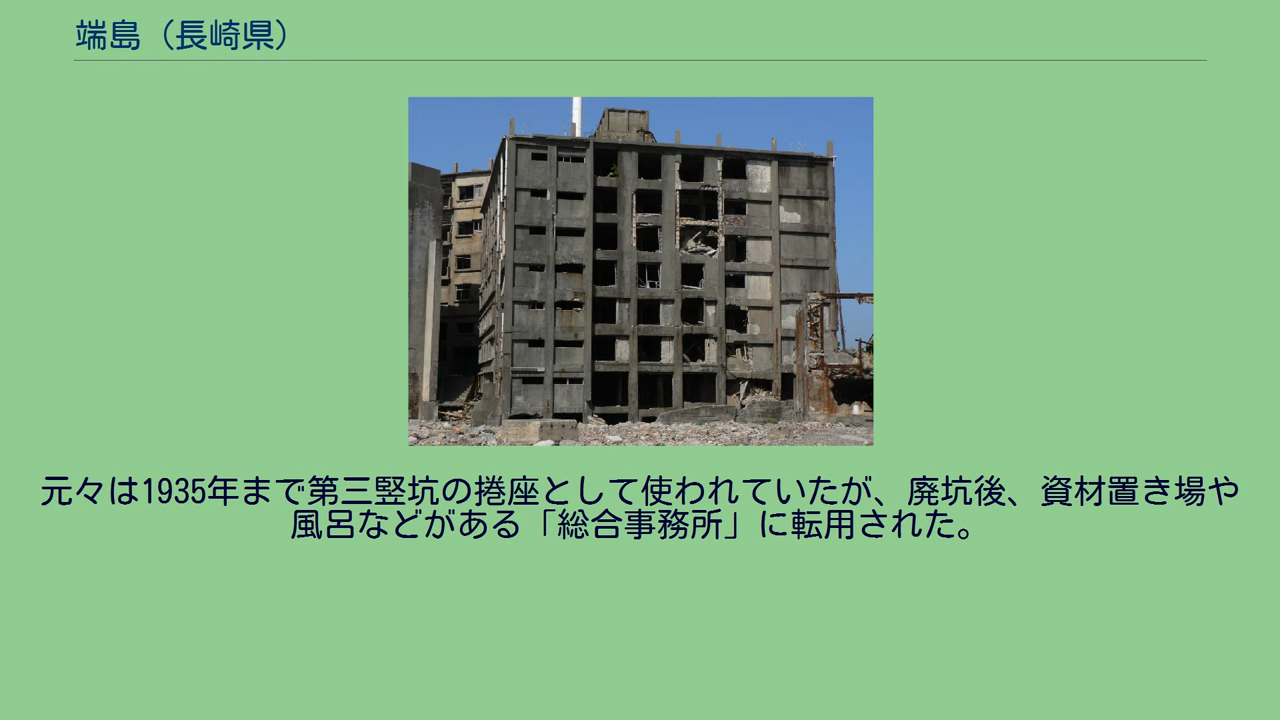 端島（長崎県）
元々は1935年まで第三竪坑の捲座として使われていたが、廃坑後、資材置き場や
風呂などがある「総合事務所」に転用された。